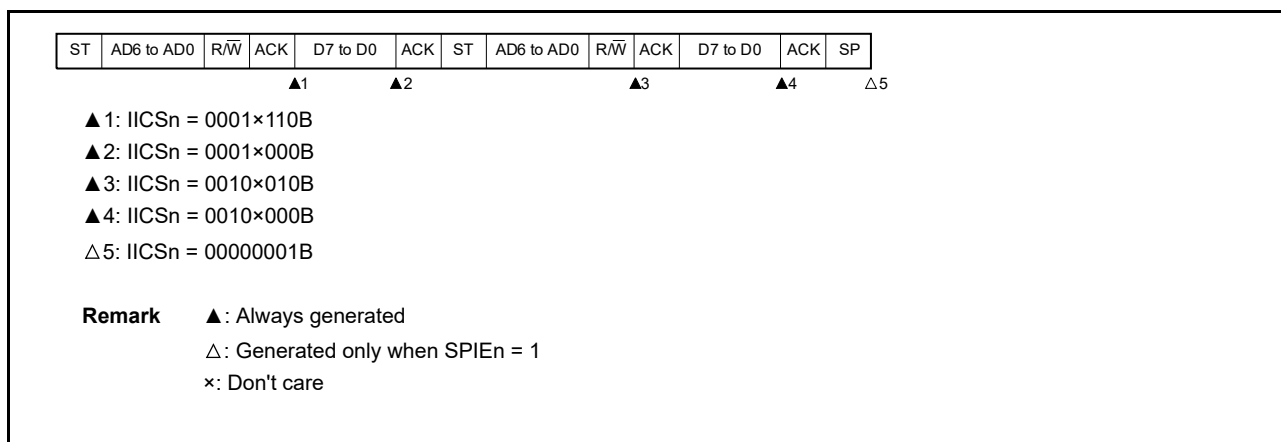 ST AD6 to AD0 R/W̅ ACK D7 to D0 ACK ST AD6 to AD0 R/W̅ ACK D7 to D0 ACK SP
▲1 ▲2 ▲3 ▲4 △5
▲1: IICSn = 0001×110B
▲2: IICSn = 0001×000B
▲3: IICSn = 0010×010B
▲4: IICSn = 0010×000B
△5: IICSn = 00000001B
Remark ▲: Always generated
△: Generated only when SPIEn = 1
×: Don't care